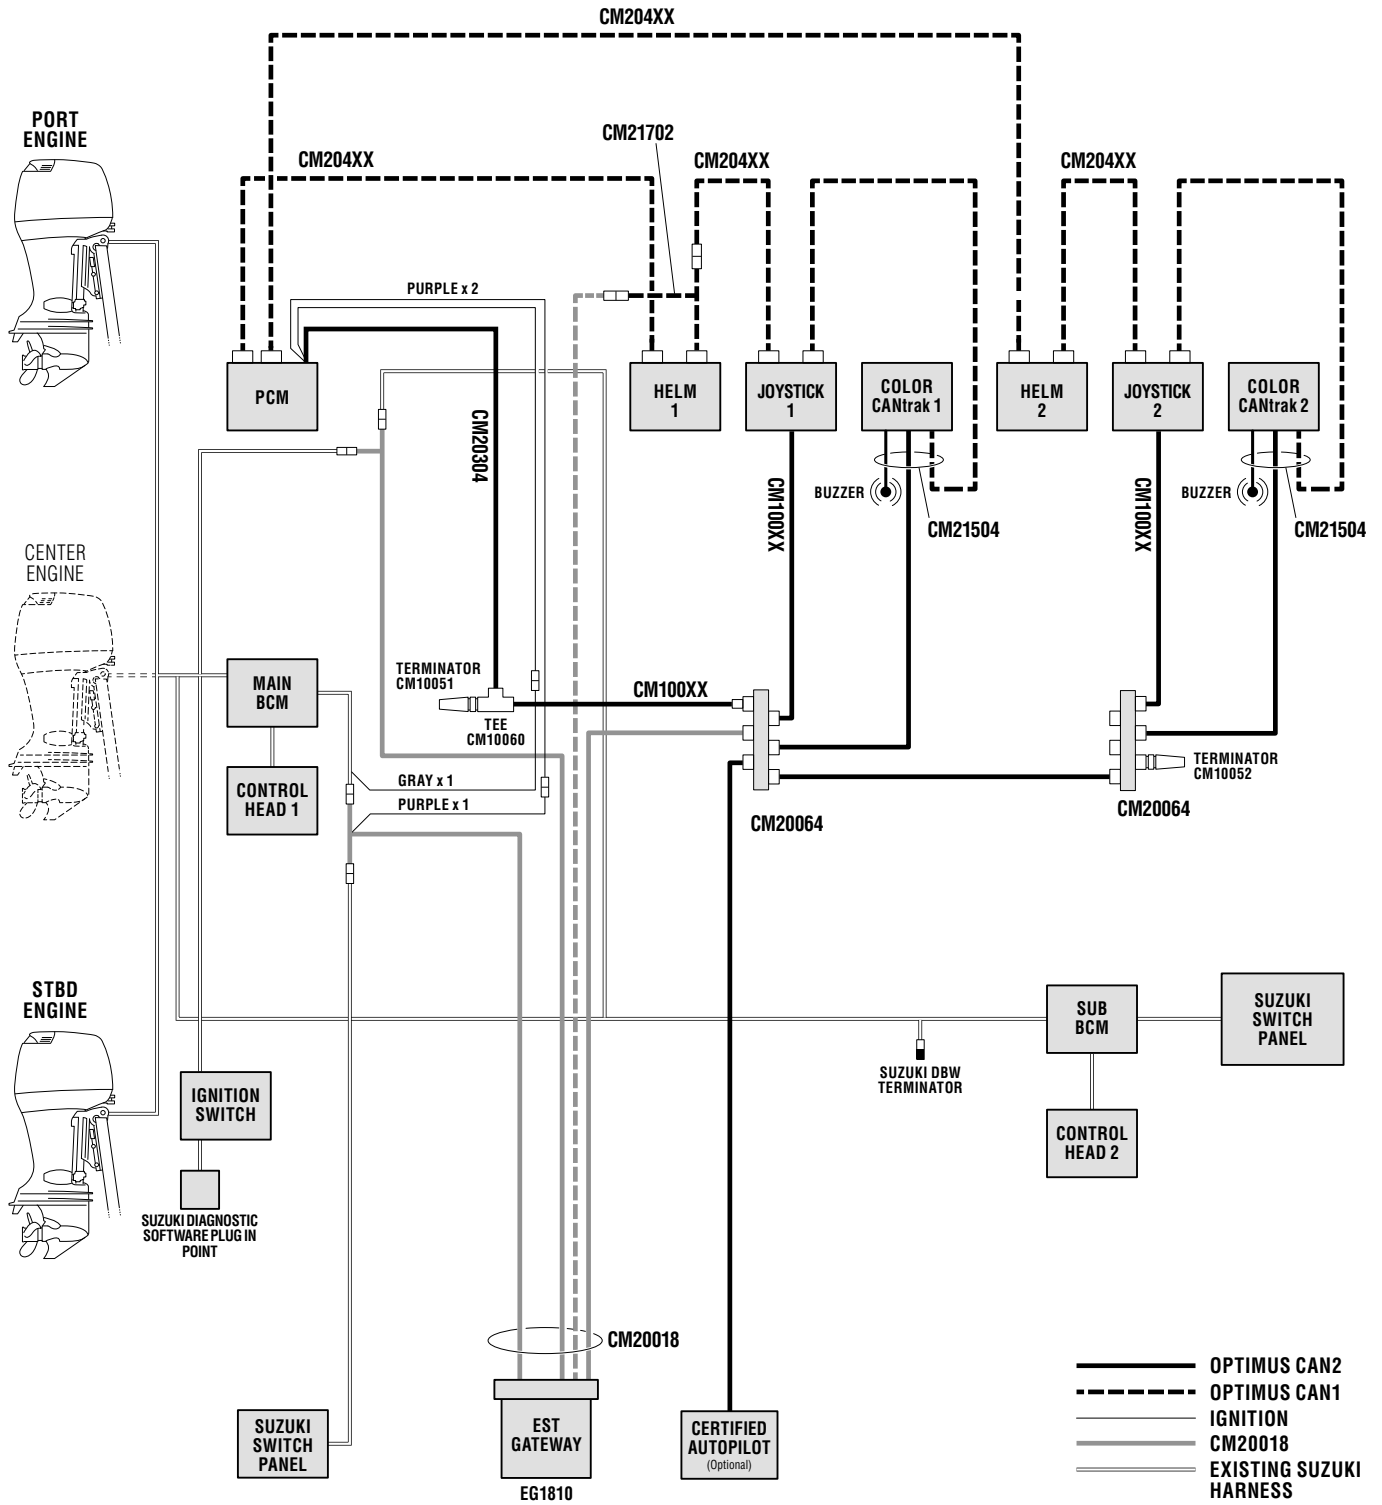 CM204XX
PORT
ENGINE
CM21702
CM204XX
CM204XX
CM204XX
PURPLE x 2
PCM
CM20304
HELM
1
JOYSTICK
1
COLOR
CANtrak 1
HELM
2
JOYSTICK
2
COLOR
CANtrak 2
BUZZER
CM21504
CM100XX
BUZZER
CM21504
CM100XX
CENTER
ENGINE
MAIN
BCM
TERMINATOR
CM10051
TEE
CM10060
CM100XX
CONTROL
HEAD 1
GRAY x 1
PURPLE x 1
TERMINATOR
CM10052
CM20064
CM20064
STBD
ENGINE
SUB
BCM
SUZUKI
SWITCH
PANEL
SUZUKI DBW
TERMINATOR
IGNITION
SWITCH
CONTROL
HEAD 2
SUZUKI DIAGNOSTIC
SOFTWARE PLUG IN
POINT
CM20018
SUZUKI
SWITCH
PANEL
EST
GATEWAY
EG1810
CERTIFIED
AUTOPILOT
(Optional)
OPTIMUS CAN2
OPTIMUS CAN1
IGNITION
CM20018
EXISTING SUZUKI
HARNESS